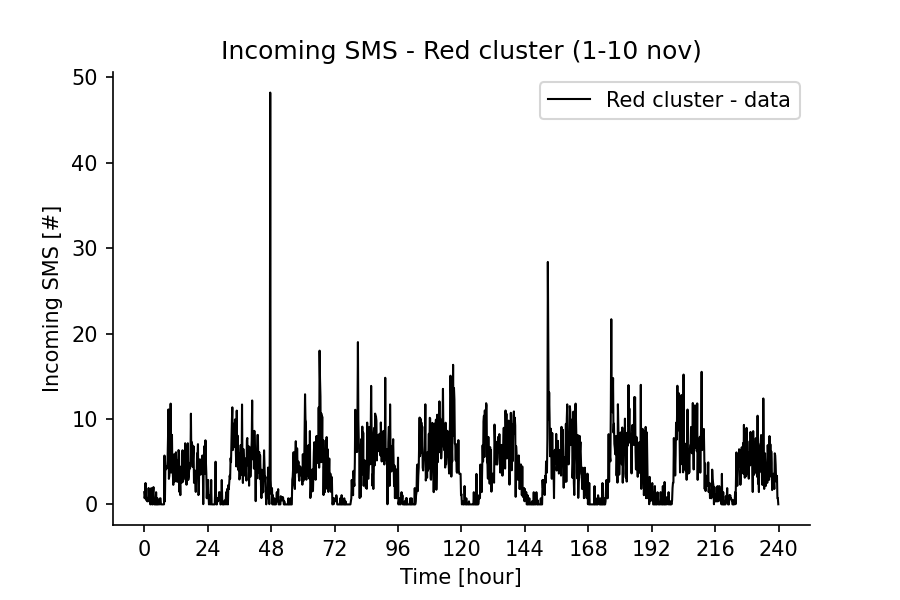 Incoming SMS - Red cluster (1-10 nov)
Red cluster - data
Incoming SMS [#]
50
40
30
20
10
0
0 24 48 72 96 120 144 168 192 216 240
Time [hour]